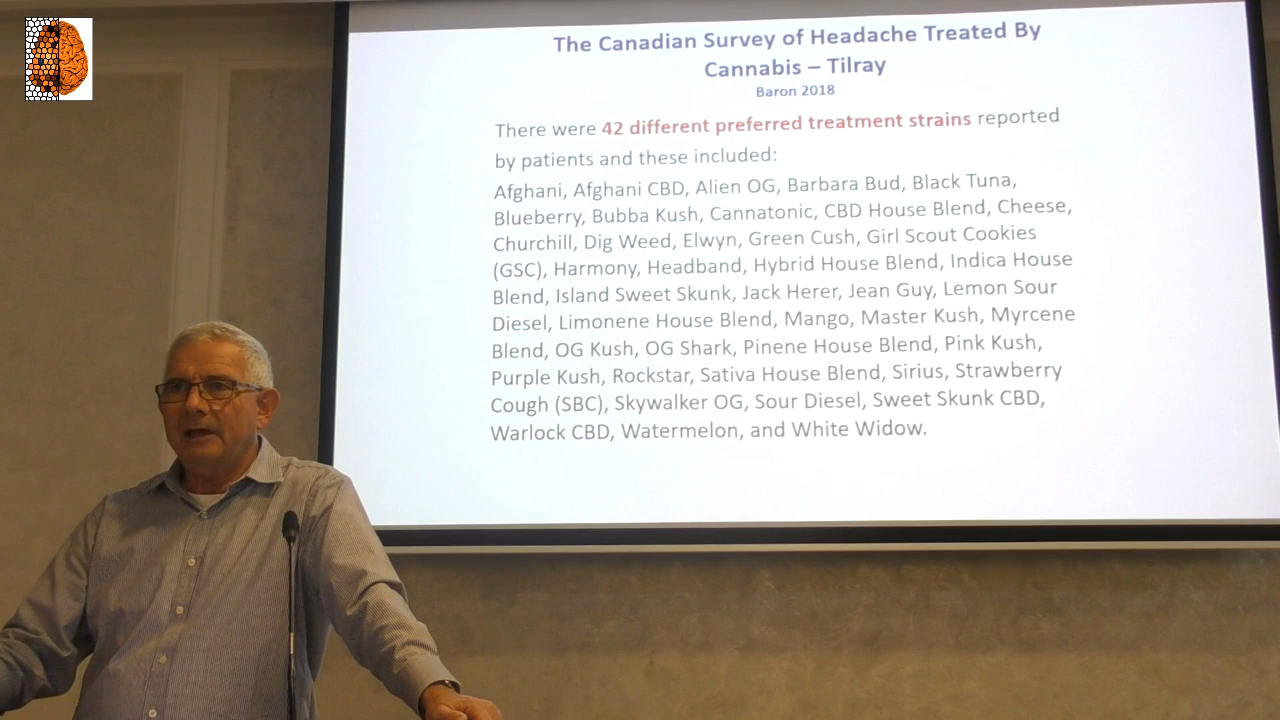 The Canadian Survey of Headache Treated By
Cannabis – Tilray
Baron 2018
There were 42 different preferred treatment strains reported
by patients and these included:
Afghani, Afghani CBD, Alien OG, Barbara Bud, Black Tuna,
Blueberry, Bubba Kush, Cannatonic, CBD House Blend, Cheese,
Churchill, Dig Weed, Elwyn, Green Cush, Girl Scout Cookies
(GSC), Harmony, Headband, Hybrid House Blend, Indica House
Blend, Island Sweet Skunk, Jack Herer, Jean Guy, Lemon Sour
Diesel, Limonene House Blend, Mango, Master Kush, Myrcene
Blend, OG Kush, OG Shark, Pinene House Blend, Pink Kush,
Purple Kush, Rockstar, Sativa House Blend, Sirius, Strawberry
Cough (SBC), Skywalker OG, Sour Diesel, Sweet Skunk CBD,
Warlock CBD, Watermelon, and White Widow.